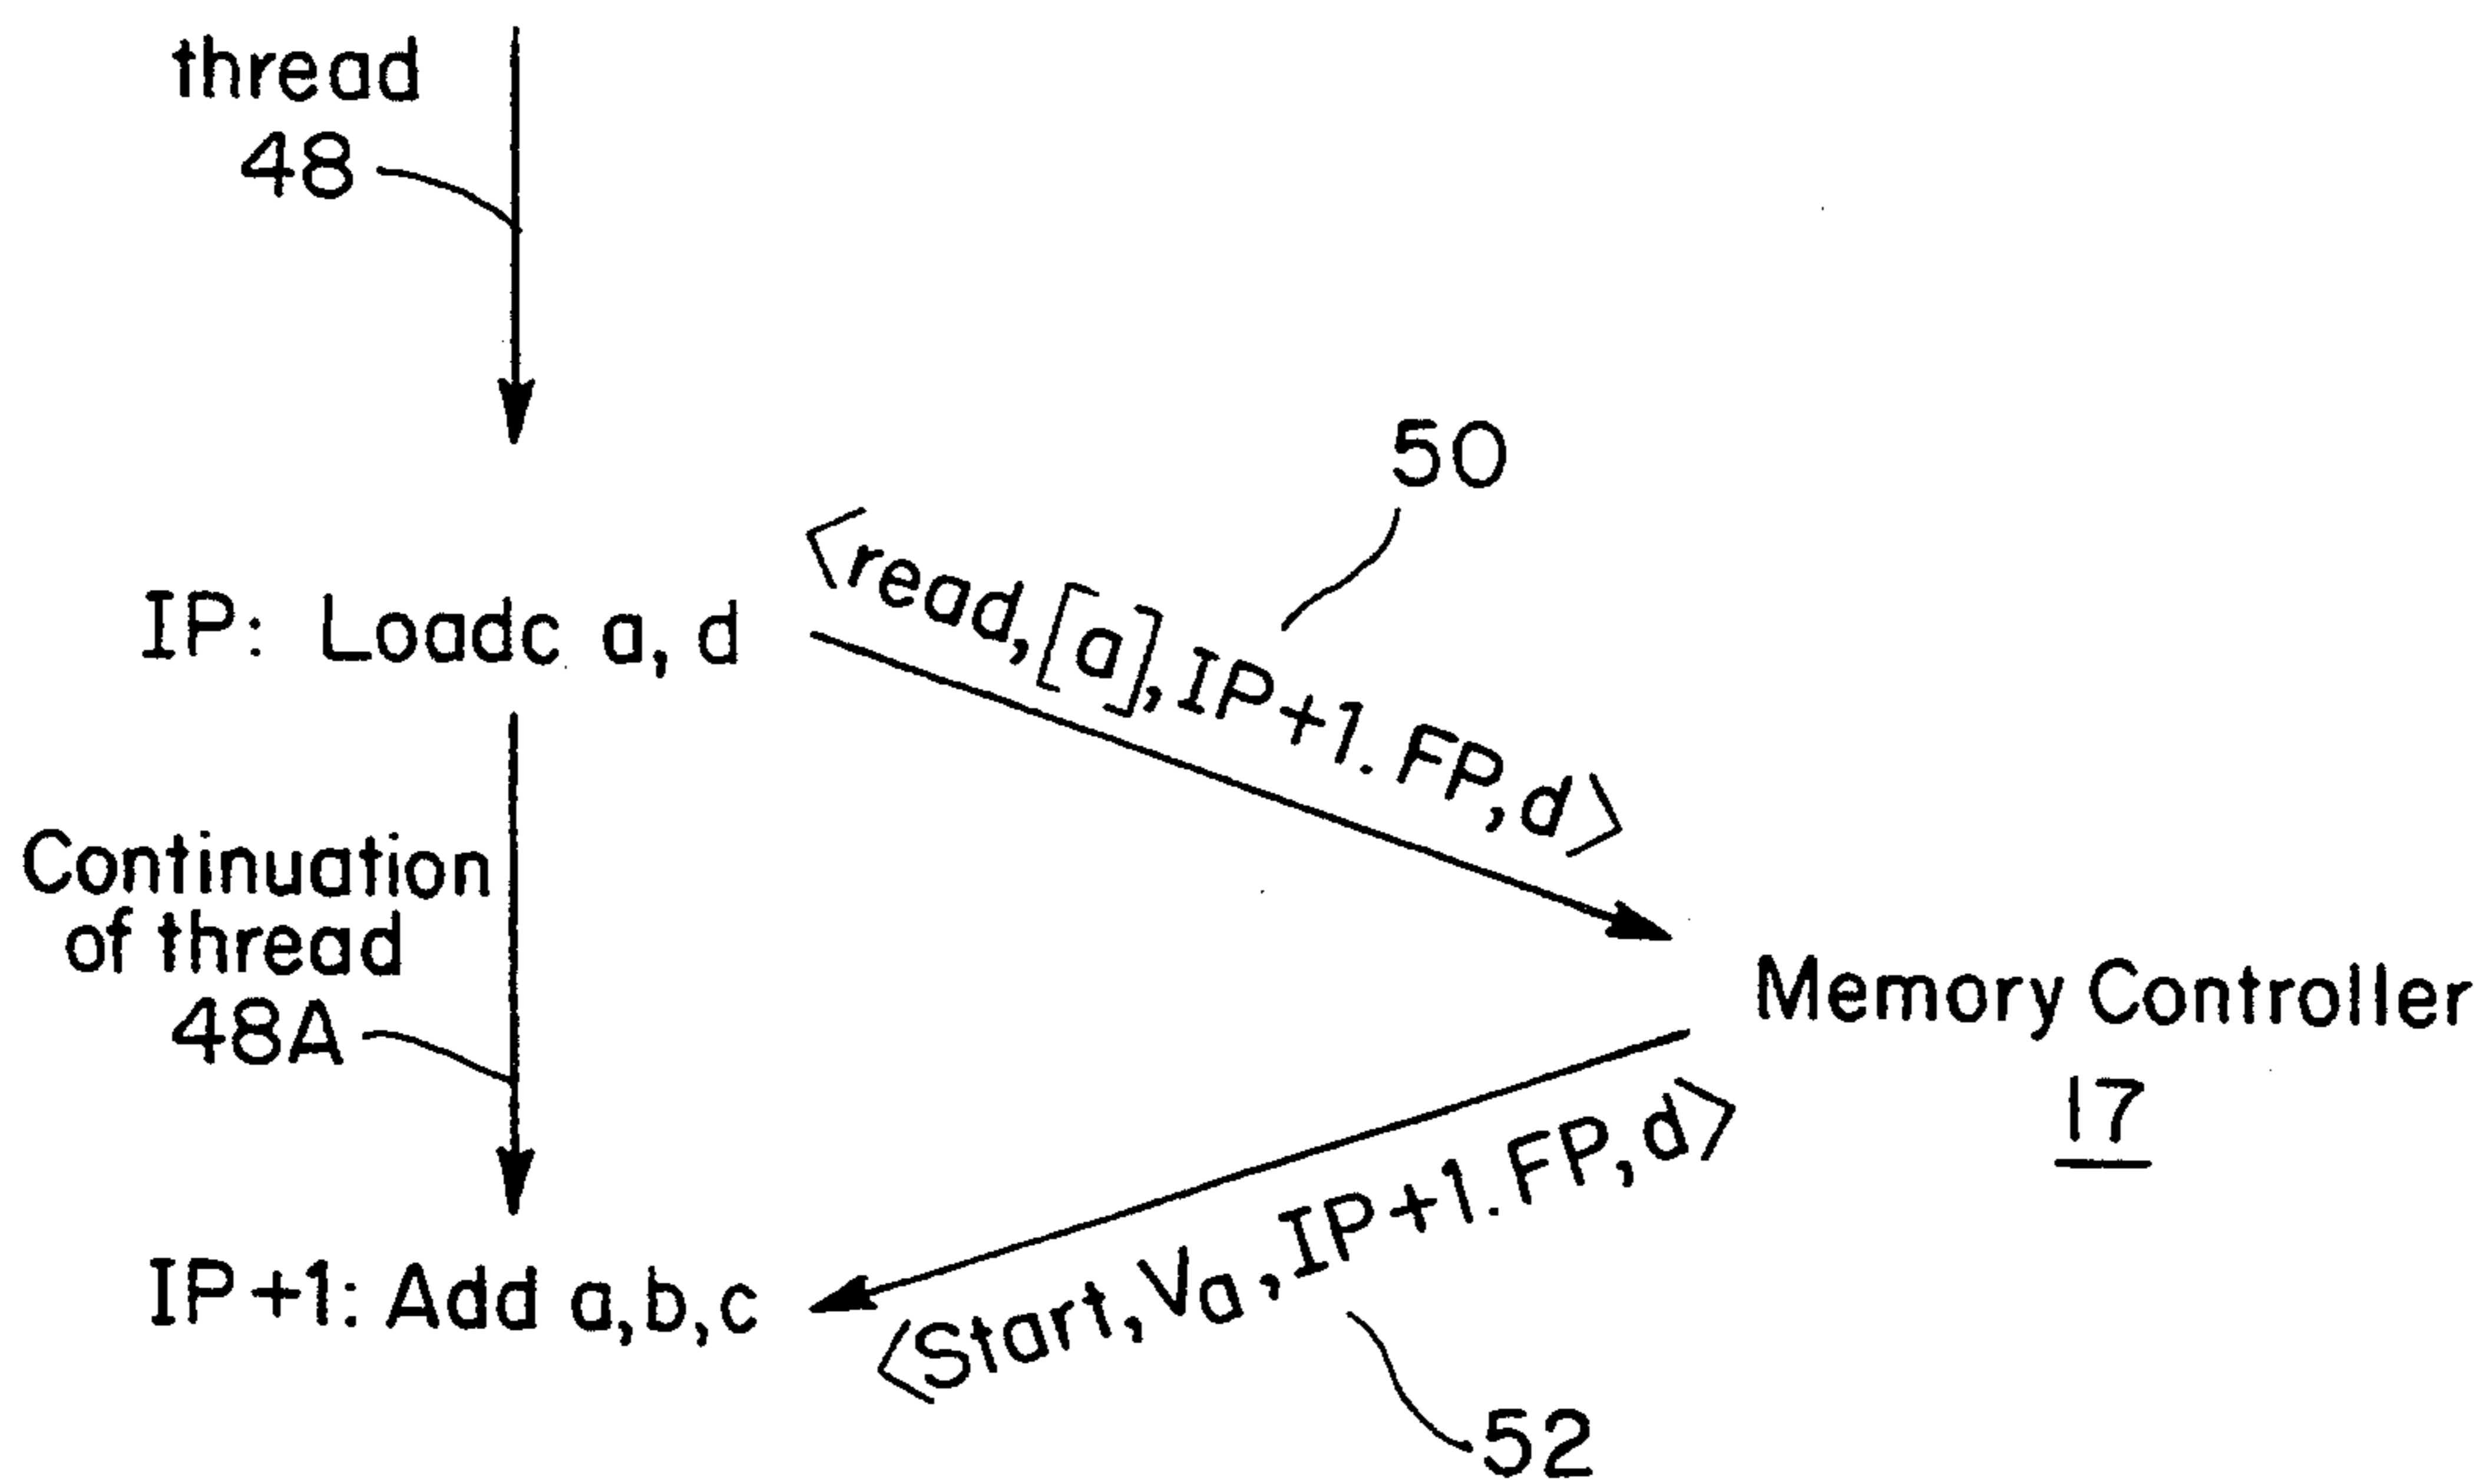 thread
48
50
<read,[a],IP+1.FP,d>
IP: Loadc a,d
Continuation
of thread
48A
Memory Controller
17
<Start,Va,IP+1.FP,d>
IP+1: Add a,b,c
52